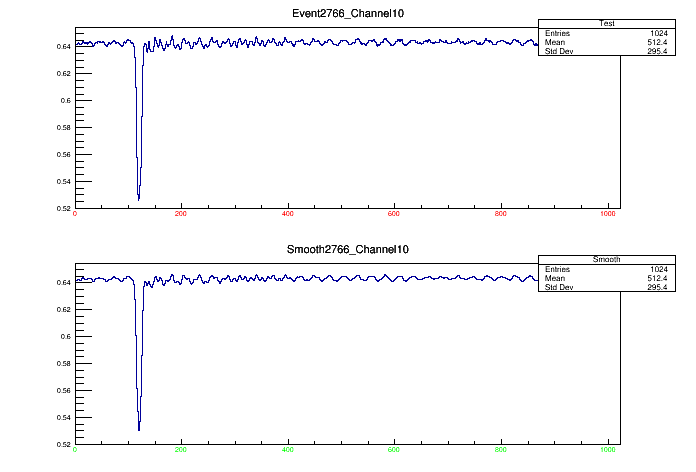 Event2766_Channel10
Test
Entries 1024
Mean 512.4
Std Dev 295.4
0.64
0.62
0.6
0.58
0.56
0.54
0.52
0 200 400 600 800 1000
Smooth2766_Channel10
Smooth
Entries 1024
Mean 512.4
Std Dev 295.4
0.64
0.62
0.6
0.58
0.56
0.54
0.52
0 200 400 600 800 1000